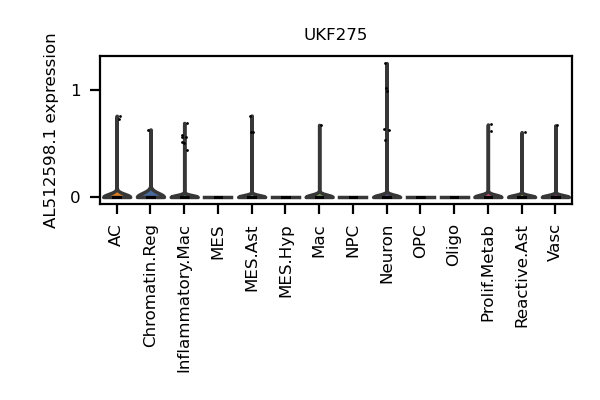 UKF275
AL512598.1 expression
1
0
AC
Chromatin.Reg
Inflammatory.Mac
MES
MES.Ast
MES.Hyp
Mac
NPC
Neuron
OPC
Oligo
Prolif.Metab
Reactive.Ast
Vasc